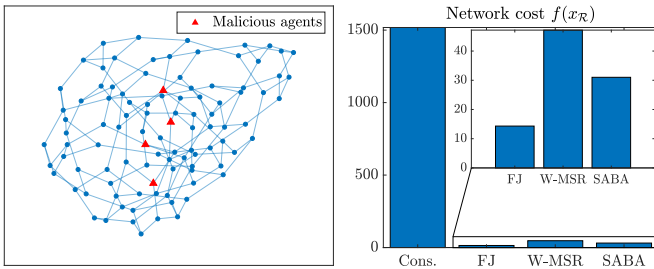 Malicious agents
Network cost f(x_R)
1500
1000
500
0
40
30
20
10
0
FJ W-MSR SABA
Cons. FJ W-MSR SABA